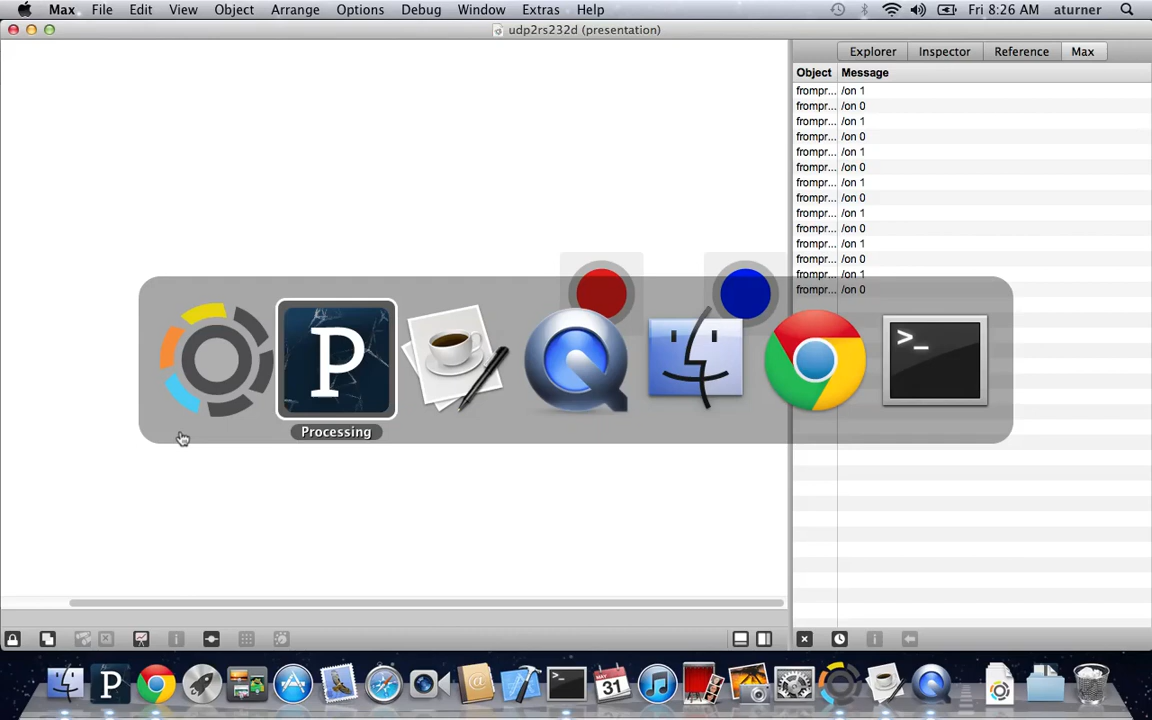 Max File Edit View Object Arrange Options Debug Window Extras Help Fri 8:26 AM aturner
udp2rs232d (presentation)
Explorer Inspector Reference Max
Object Message
frompr... /on 1
frompr... /on 0
frompr... /on 1
frompr... /on 0
frompr... /on 1
frompr... /on 0
frompr... /on 1
frompr... /on 0
frompr... /on 1
frompr... /on 0
frompr... /on 1
frompr... /on 0
frompr... /on 1
frompr... /on 0
P
>_
Processing
P
>_
31